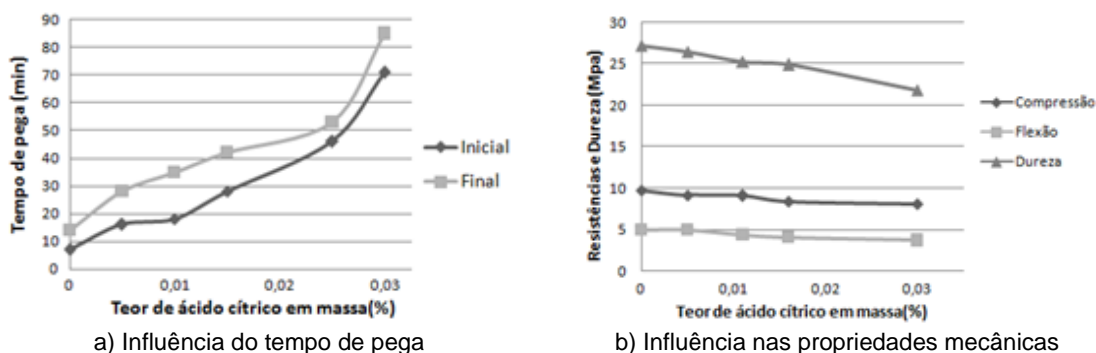 90
80
70
60
50
40
30
20
10
0
Tempo de pega (min)
0 0,01 0,02 0,03
Teor de ácido cítrico em massa(%)
Inicial
Final
a) Influência do tempo de pega
30
25
20
15
10
5
0
Resistências e Dureza(Mpa)
0 0,01 0,02 0,03
Teor de ácido cítrico em massa(%)
Compressão
Flexão
Dureza
b) Influência nas propriedades mecânicas